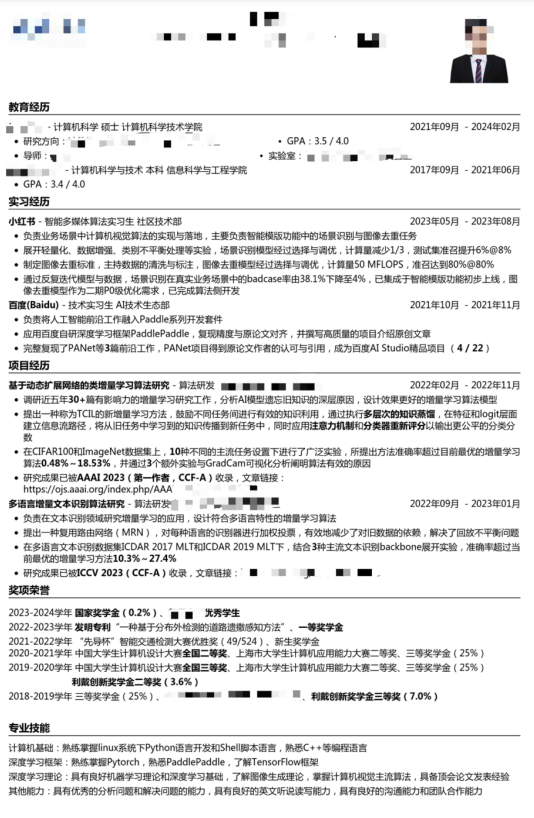 教育经历
- 计算机科学 硕士 计算机科学技术学院 2021年09月 - 2024年02月
• 研究方向： • GPA：3.5 / 4.0
• 导师： • 实验室：
- 计算机科学与技术 本科 信息科学与工程学院 2017年09月 - 2021年06月
• GPA：3.4 / 4.0
实习经历
小红书 - 智能多媒体算法实习生 社区技术部 2023年05月 - 2023年08月
• 负责业务场景中计算机视觉算法的实现与落地，主要负责智能模版功能中的场景识别与图像去重任务
• 展开轻量化、数据增强、类别不平衡处理等实验，场景识别模型经过选择与调优，计算量减少1/3，测试集准召提升6%@8%
• 制定图像去重标准，主持数据的清洗与标注，图像去重模型经过选择与调优，计算量50 MFLOPS，准召达到80%@80%
• 通过反复迭代模型与数据，场景识别在真实业务场景中的badcase率由38.1%下降至4%，已集成于智能模版功能初步上线，图
像去重模型作为二期P0级优化需求，已完成算法侧开发
百度(Baidu) - 技术实习生 AI技术生态部 2021年10月 - 2021年11月
• 负责将人工智能前沿工作融入Paddle系列开发套件
• 应用百度自研深度学习框架PaddlePaddle，复现精度与原论文对齐，并撰写高质量的项目介绍原创文章
• 完整复现了PANet等3篇前沿工作，PANet项目得到原论文作者的认可与引用，成为百度AI Studio精品项目（ 4 / 22 ）
项目经历
基于动态扩展网络的类增量学习算法研究 - 算法研发 2022年02月 - 2022年11月
• 调研近五年30+篇有影响力的增量学习研究工作，分析AI模型遗忘旧知识的深层原因，设计效果更好的增量学习算法模型
• 提出一种称为TCIL的新增量学习方法，鼓励不同任务间进行有效的知识利用，通过执行多层次的知识蒸馏，在特征和logit层面
建立信息流路径，将从旧任务中学习到的知识传播到新任务中，同时应用注意力机制和分类器重新评分以输出更公平的分类分
数
• 在CIFAR100和ImageNet数据集上，10种不同的主流任务设置下进行了广泛实验，所提出方法准确率超过目前最优的增量学习
算法0.48%~18.53%，并通过3个额外实验与GradCam可视化分析阐明算法有效的原因
• 研究成果已被AAAI 2023（第一作者，CCF-A）收录，文章链接：
https://ojs.aaai.org/index.php/AAA
多语言增量文本识别算法研究 - 算法研发 2022年09月 - 2023年01月
• 负责在文本识别领域研究增量学习的应用，设计符合多语言特性的增量学习算法
• 提出一种复用路由网络（MRN），对每种语言的识别器进行加权投票，有效地减少了对旧数据的依赖，解决了回放不平衡问题
• 在多语言文本识别数据集ICDAR 2017 MLT和ICDAR 2019 MLT下，结合3种主流文本识别backbone展开实验，准确率超过当
前最优的增量学习方法10.3%~27.4%
• 研究成果已被ICCV 2023（CCF-A）收录，文章链接：
奖项荣誉
2023-2024学年 国家奖学金（0.2%）、 优秀学生
2022-2023学年 发明专利 “一种基于分布外检测的道路遗撒感知方法”、一等奖学金
2021-2022学年 “先导杯”智能交通检测大赛优胜奖（49/524）、新生奖学金
2020-2021学年 中国大学生计算机设计大赛全国二等奖、上海市大学生计算机应用能力大赛二等奖、三等奖学金（25%）
2019-2020学年 中国大学生计算机设计大赛全国三等奖、上海市大学生计算机应用能力大赛三等奖、三等奖学金（25%）
利戴创新奖学金二等奖（3.6%）
2018-2019学年 三等奖学金（25%）、 、利戴创新奖学金三等奖（7.0%）
专业技能
计算机基础：熟练掌握linux系统下Python语言开发和Shell脚本语言，熟悉C++等编程语言
深度学习框架：熟练掌握Pytorch，熟悉PaddlePaddle，了解TensorFlow框架
深度学习理论：具有良好机器学习理论和深度学习基础，了解图像生成理论，掌握计算机视觉主流算法，具备顶会论文发表经验
其他能力：具有优秀的分析问题和解决问题的能力，具有良好的英文听说读写能力，具有良好的沟通能力和团队合作能力